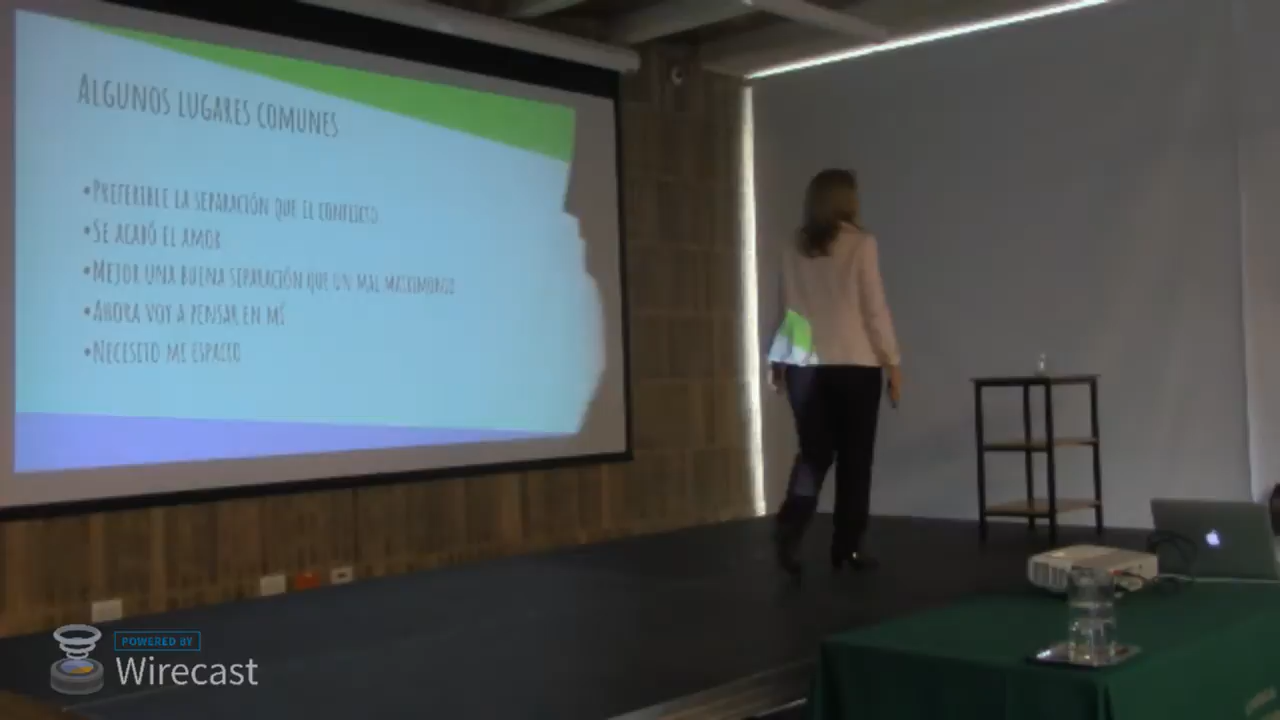 Algunos lugares comunes
•Preferible la separación que el conflicto
•Se acabó el amor
•Mejor una buena separación que un mal matrimonio
•Ahora voy a pensar en mí
•Necesito mi espacio
POWERED BY
Wirecast